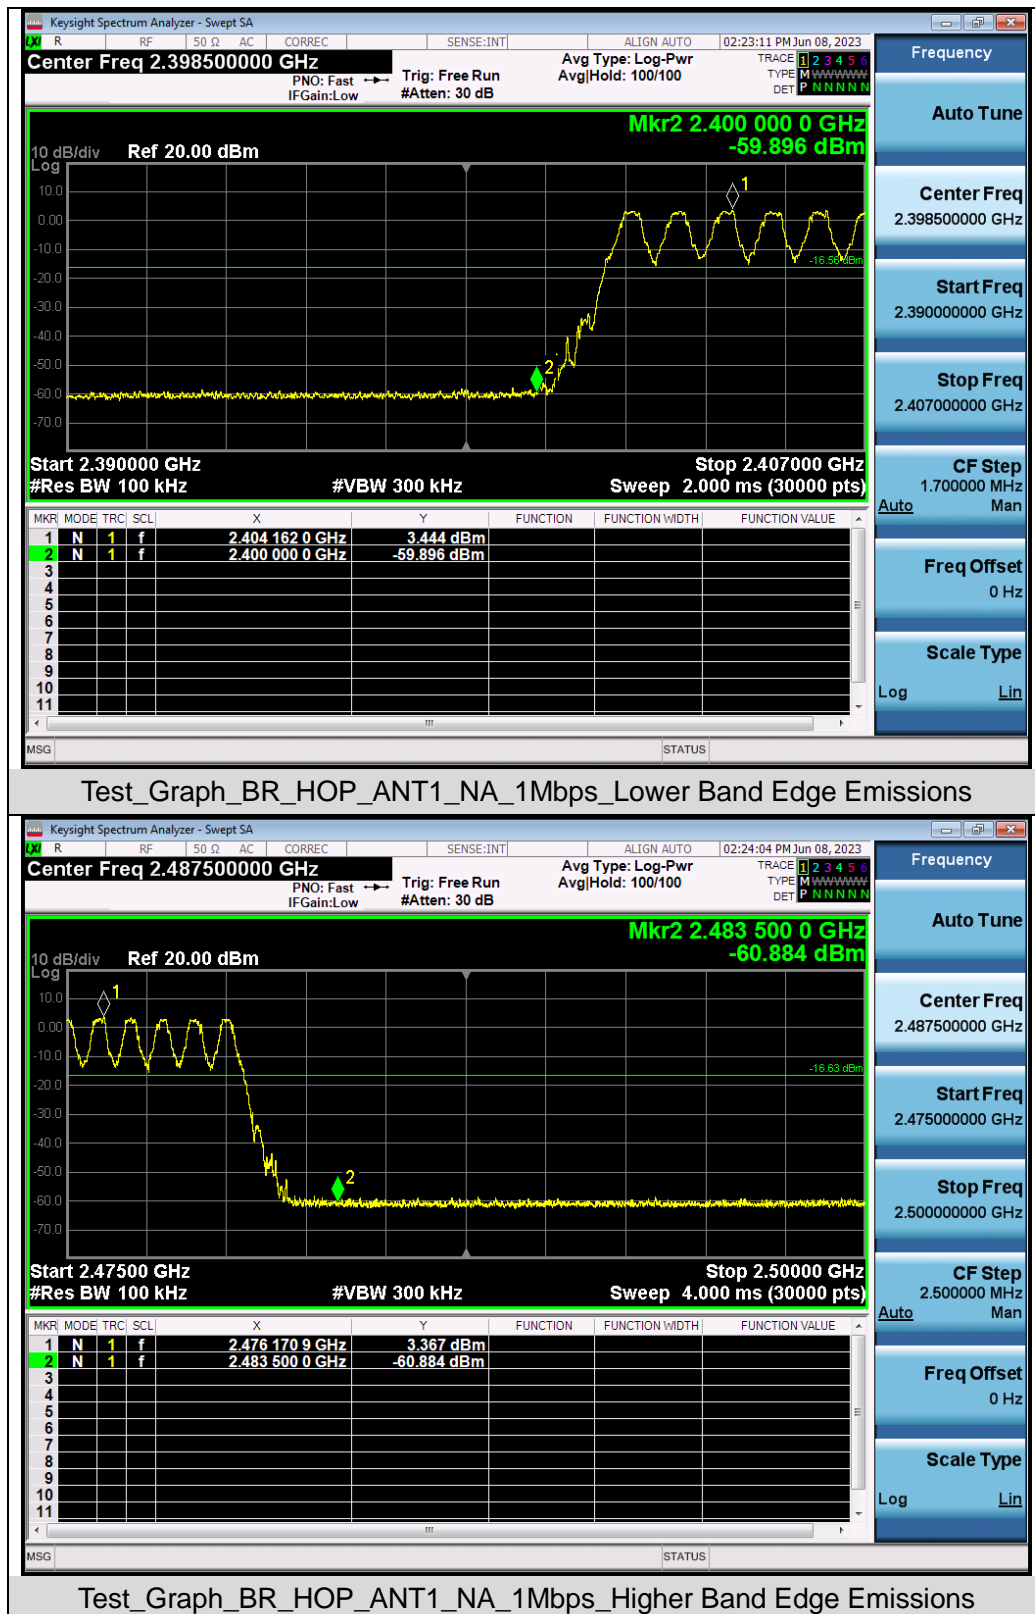 Keysight Spectrum Analyzer - Swept SA
LXI R RF 50 Ω AC CORREC SENSE:INT ALIGN AUTO 02:23:11 PM Jun 08, 2023
Center Freq 2.398500000 GHz
PNO: Fast
IFGain:Low
Trig: Free Run
#Atten: 30 dB
Avg Type: Log-Pwr
Avg|Hold: 100/100
TRACE 1 2 3 4 5 6
TYPE M W W W W W
DET P N N N N N
Mkr2 2.400 000 0 GHz
-59.896 dBm
10 dB/div Ref 20.00 dBm
Log
10.0
0.00
-10.0
-20.0
-30.0
-40.0
-50.0
-60.0
-70.0
1
-16.56 dBm
2
Start 2.390000 GHz Stop 2.407000 GHz
#Res BW 100 kHz #VBW 300 kHz Sweep 2.000 ms (30000 pts)
MKR MODE TRC SCL X Y FUNCTION FUNCTION WIDTH FUNCTION VALUE
1 N 1 f 2.404 162 0 GHz 3.444 dBm
2 N 1 f 2.400 000 0 GHz -59.896 dBm
3
4
5
6
7
8
9
10
11
MSG STATUS
Frequency
Auto Tune
Center Freq
2.398500000 GHz
Start Freq
2.390000000 GHz
Stop Freq
2.407000000 GHz
CF Step
1.700000 MHz
Auto Man
Freq Offset
0 Hz
Scale Type
Log Lin
Test_Graph_BR_HOP_ANT1_NA_1Mbps_Lower Band Edge Emissions
Keysight Spectrum Analyzer - Swept SA
LXI R RF 50 Ω AC CORREC SENSE:INT ALIGN AUTO 02:24:04 PM Jun 08, 2023
Center Freq 2.487500000 GHz
PNO: Fast
IFGain:Low
Trig: Free Run
#Atten: 30 dB
Avg Type: Log-Pwr
Avg|Hold: 100/100
TRACE 1 2 3 4 5 6
TYPE M W W W W W
DET P N N N N N
Mkr2 2.483 500 0 GHz
-60.884 dBm
10 dB/div Ref 20.00 dBm
Log
10.0
0.00
-10.0
-20.0
-30.0
-40.0
-50.0
-60.0
-70.0
1
-16.63 dBm
2
Start 2.47500 GHz Stop 2.50000 GHz
#Res BW 100 kHz #VBW 300 kHz Sweep 4.000 ms (30000 pts)
MKR MODE TRC SCL X Y FUNCTION FUNCTION WIDTH FUNCTION VALUE
1 N 1 f 2.476 170 9 GHz 3.367 dBm
2 N 1 f 2.483 500 0 GHz -60.884 dBm
3
4
5
6
7
8
9
10
11
MSG STATUS
Frequency
Auto Tune
Center Freq
2.487500000 GHz
Start Freq
2.475000000 GHz
Stop Freq
2.500000000 GHz
CF Step
2.500000 MHz
Auto Man
Freq Offset
0 Hz
Scale Type
Log Lin
Test_Graph_BR_HOP_ANT1_NA_1Mbps_Higher Band Edge Emissions